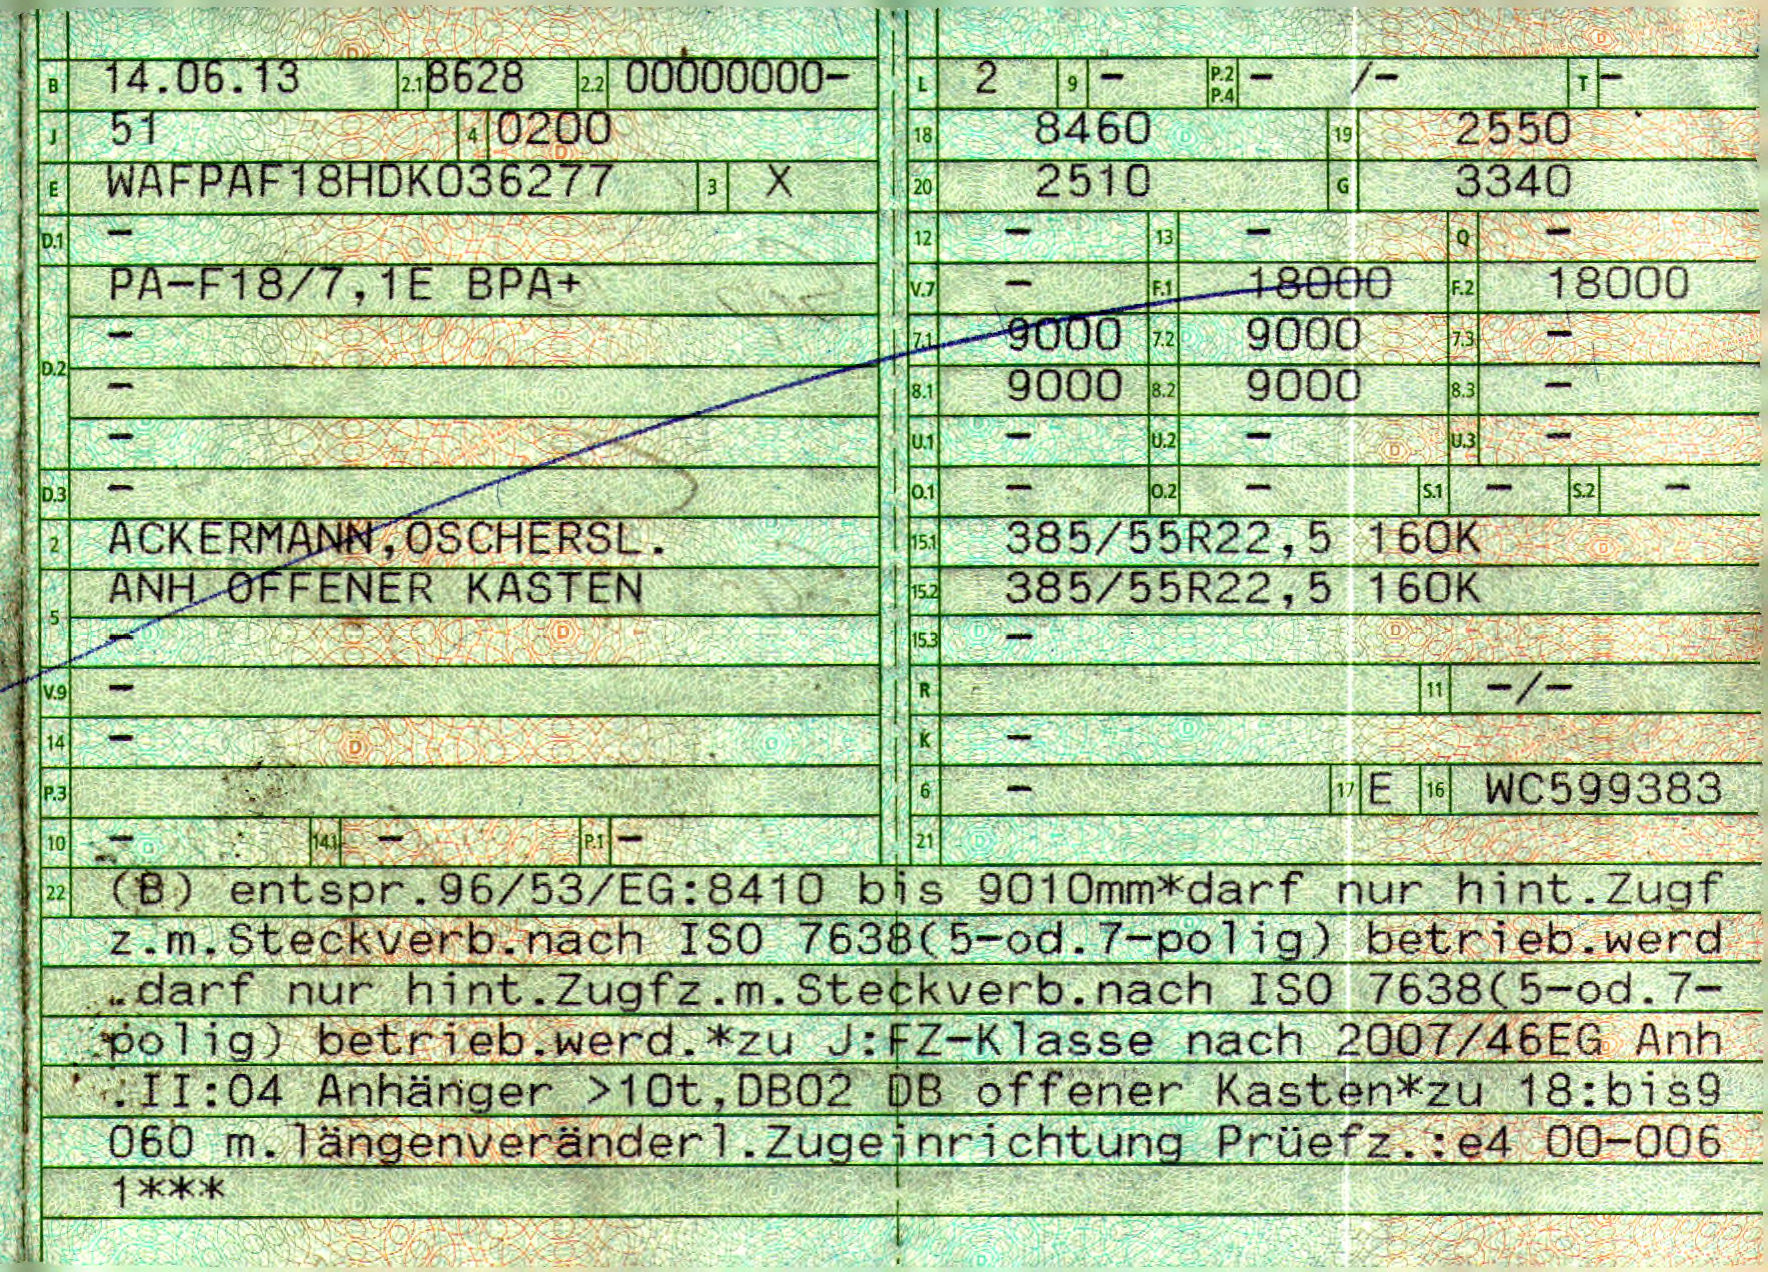 B 14.06.13 2.1 8628 2.2 00000000-
J 51 4 0200
E WAFPAF18HDK036277 3 X
D.1 -
PA-F18/7,1E BPA+
D.2 -
-
-
D.3 -
2 ACKERMANN,OSCHERSL.
5 ANH OFFENER KASTEN
-
V.9 -
14 -
P.3
10 - 14.1 - P.1 -
L 2 9 - P.2 P.4 - /- T -
18 8460 19 2550
20 2510 G 3340
12 - 13 - Q -
V.7 - F.1 18000 F.2 18000
7.1 9000 7.2 9000 7.3 -
8.1 9000 8.2 9000 8.3 -
U.1 - U.2 - U.3 -
O.1 - O.2 - S.1 - S.2 -
15.1 385/55R22,5 160K
15.2 385/55R22,5 160K
15.3 -
R 11 -/-
K -
6 - 17 E 16 WC599383
21
22 (B) entspr.96/53/EG:8410 bis 9010mm*darf nur hint.Zugf
z.m.Steckverb.nach ISO 7638(5-od.7-polig) betrieb.werd
.darf nur hint.Zugfz.m.Steckverb.nach ISO 7638(5-od.7-
polig) betrieb.werd.*zu J:FZ-Klasse nach 2007/46EG Anh
.II:04 Anhänger >10t,DB02 DB offener Kasten*zu 18:bis9
060 m.längenveränderl.Zugeinrichtung Prüefz.:e4 00-006
1***